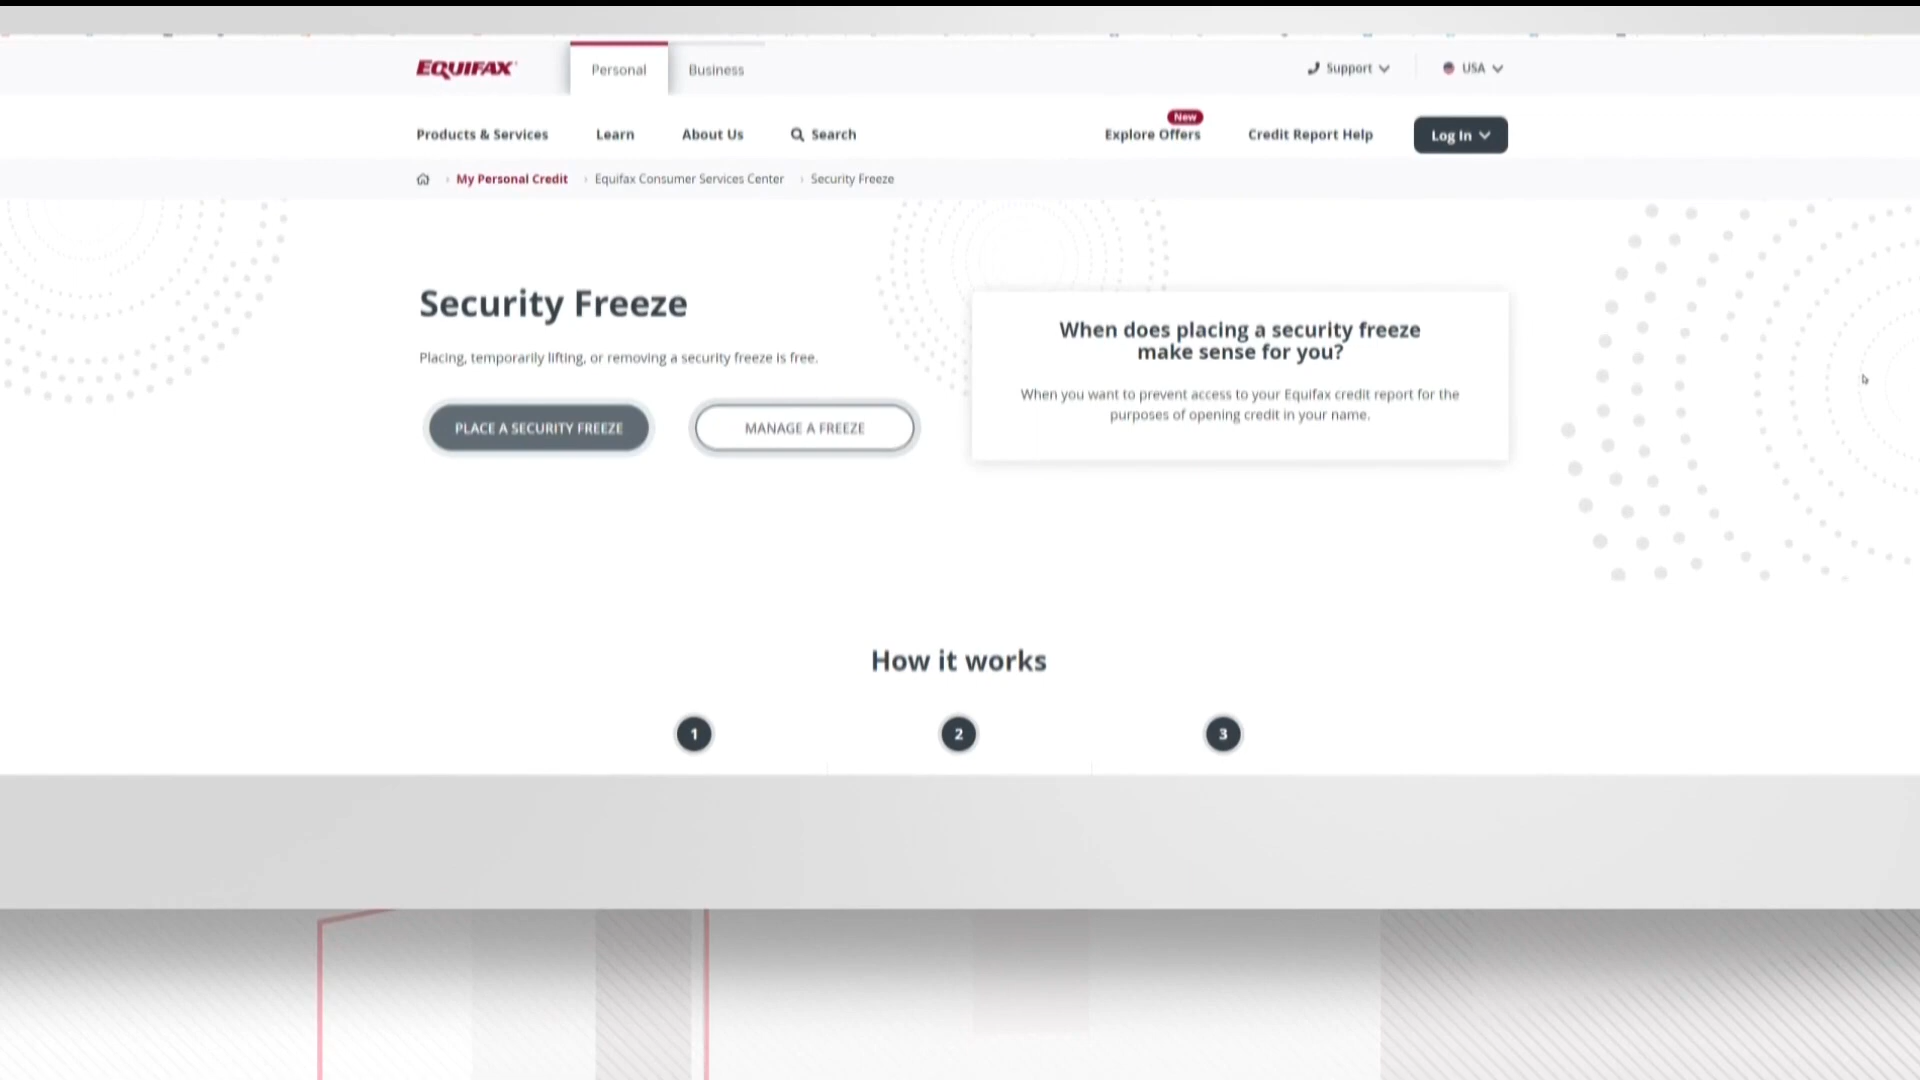 EQUIFAX
Personal
Business
Support
USA
Products & Services
Learn
About Us
Search
New
Explore Offers
Credit Report Help
Log In
My Personal Credit
Equifax Consumer Services Center
Security Freeze
Security Freeze
Placing, temporarily lifting, or removing a security freeze is free.
PLACE A SECURITY FREEZE
MANAGE A FREEZE
When does placing a security freeze
make sense for you?
When you want to prevent access to your Equifax credit report for the
purposes of opening credit in your name.
How it works
1
2
3